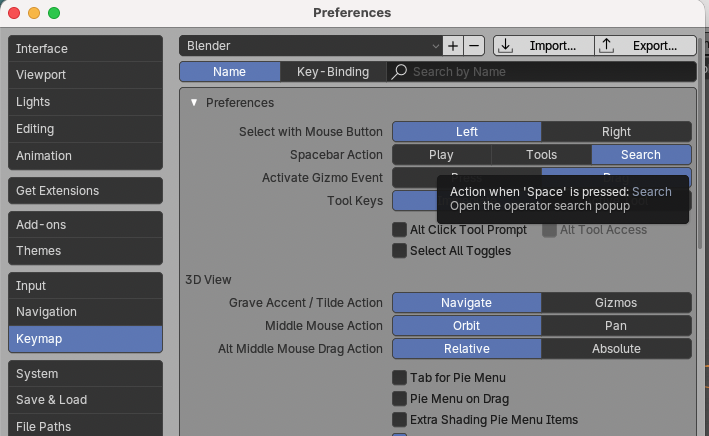 Preferences
Interface
Viewport
Lights
Editing
Animation
Get Extensions
Add-ons
Themes
Input
Navigation
Keymap
System
Save & Load
File Paths
Blender
Import...
Export...
Name
Key-Binding
Search by Name
Preferences
Select with Mouse Button Left Right
Spacebar Action Play Tools Search
Activate Gizmo Event
Tool Keys
Action when 'Space' is pressed: Search
Open the operator search popup
Alt Click Tool Prompt Alt Tool Access
Select All Toggles
3D View
Grave Accent / Tilde Action Navigate Gizmos
Middle Mouse Action Orbit Pan
Alt Middle Mouse Drag Action Relative Absolute
Tab for Pie Menu
Pie Menu on Drag
Extra Shading Pie Menu Items